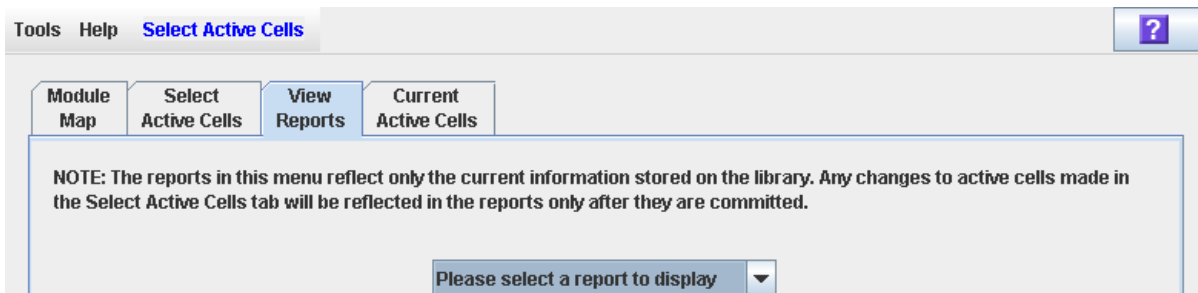 Tools Help Select Active Cells ?
Module Map
Select Active Cells
View Reports
Current Active Cells
NOTE: The reports in this menu reflect only the current information stored on the library. Any changes to active cells made in
the Select Active Cells tab will be reflected in the reports only after they are committed.
Please select a report to display